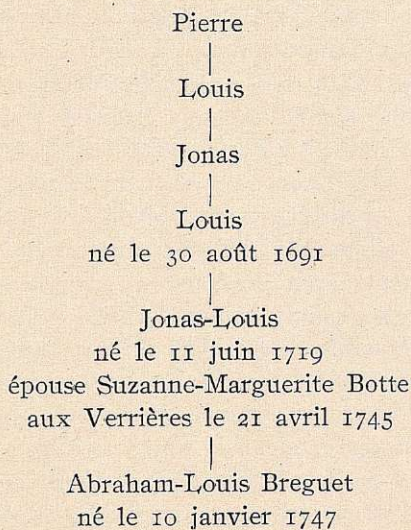 Pierre
Louis
Jonas
Louis
né le 30 août 1691
Jonas-Louis
né le 11 juin 1719
épouse Suzanne-Marguerite Botte
aux Verrières le 21 avril 1745
Abraham-Louis Breguet
né le 10 janvier 1747